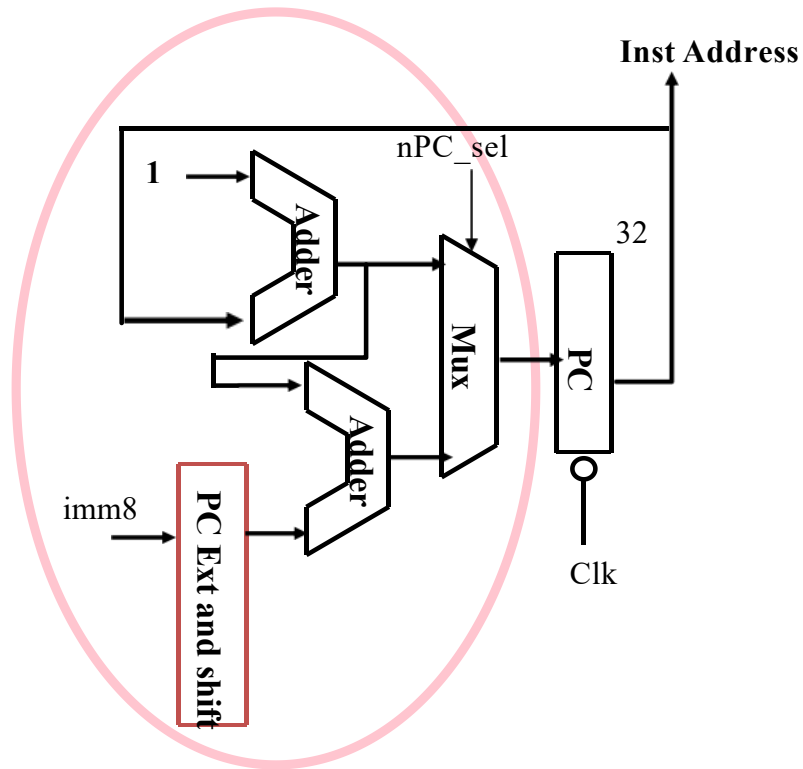 Inst Address
nPC_sel
1
Adder
32
Mux
PC
Adder
imm8
PC Ext and shift
Clk